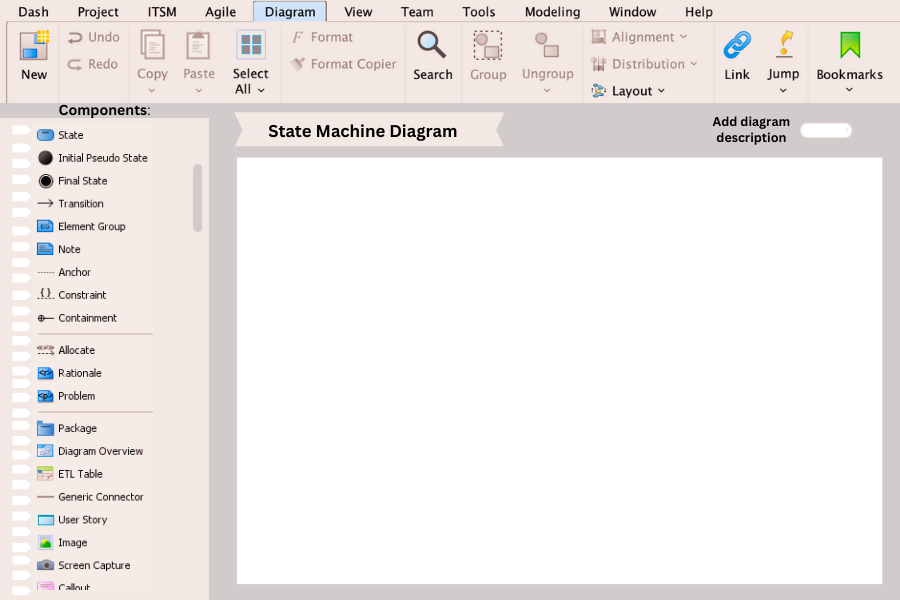 Dash Project ITSM Agile Diagram View Team Tools Modeling Window Help
New
Undo
Redo
Copy
Paste
Select
All
F Format
Format Copier
Search
Group
Ungroup
Alignment
Distribution
Layout
Link
Jump
Bookmarks
Components:
State
Initial Pseudo State
Final State
Transition
Element Group
Note
Anchor
Constraint
Containment
Allocate
Rationale
Problem
Package
Diagram Overview
ETL Table
Generic Connector
User Story
Image
Screen Capture
Callout
State Machine Diagram
Add diagram
description